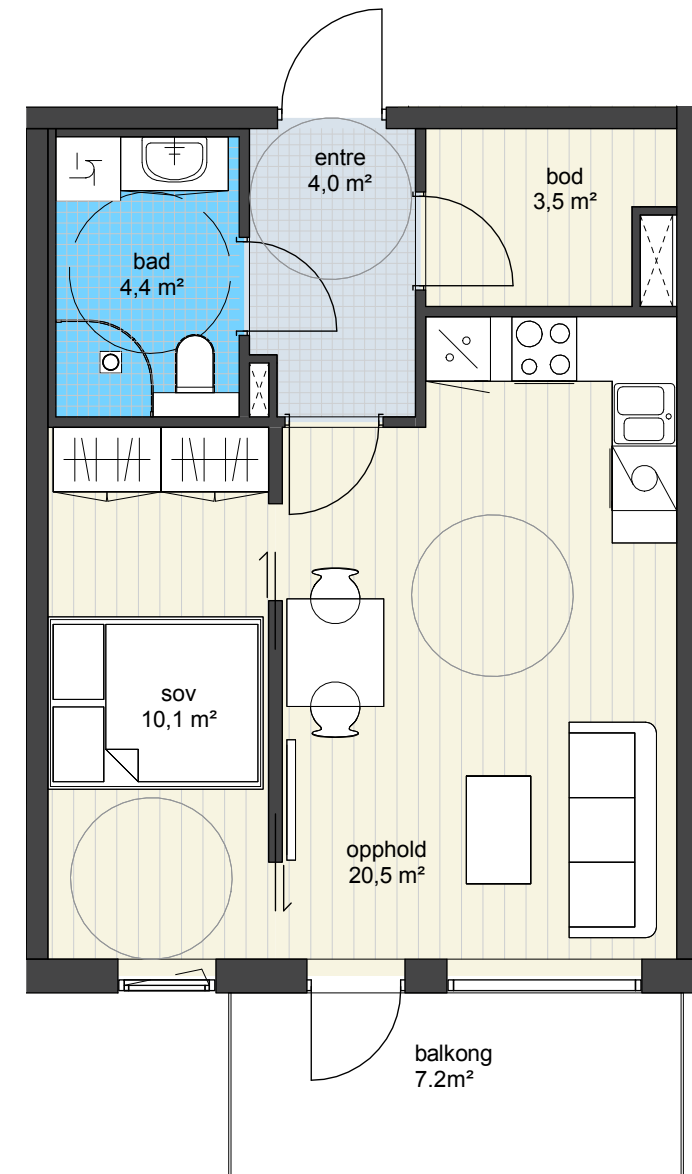 entre
4,0 m²
bod
3,5 m²
bad
4,4 m²
sov
10,1 m²
opphold
20,5 m²
balkong
7.2m²